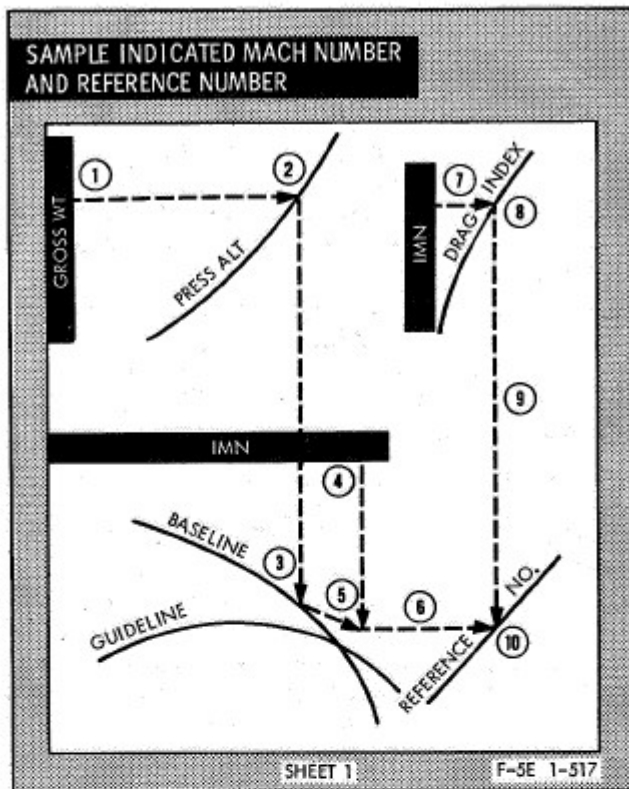 SAMPLE INDICATED MACH NUMBER
AND REFERENCE NUMBER
GROSS WT
1
2
PRESS ALT
IMN
7
DRAG INDEX
8
9
IMN
4
BASELINE
3
5
6
GUIDELINE
REFERENCE NO.
10
SHEET 1
F-5E 1-517